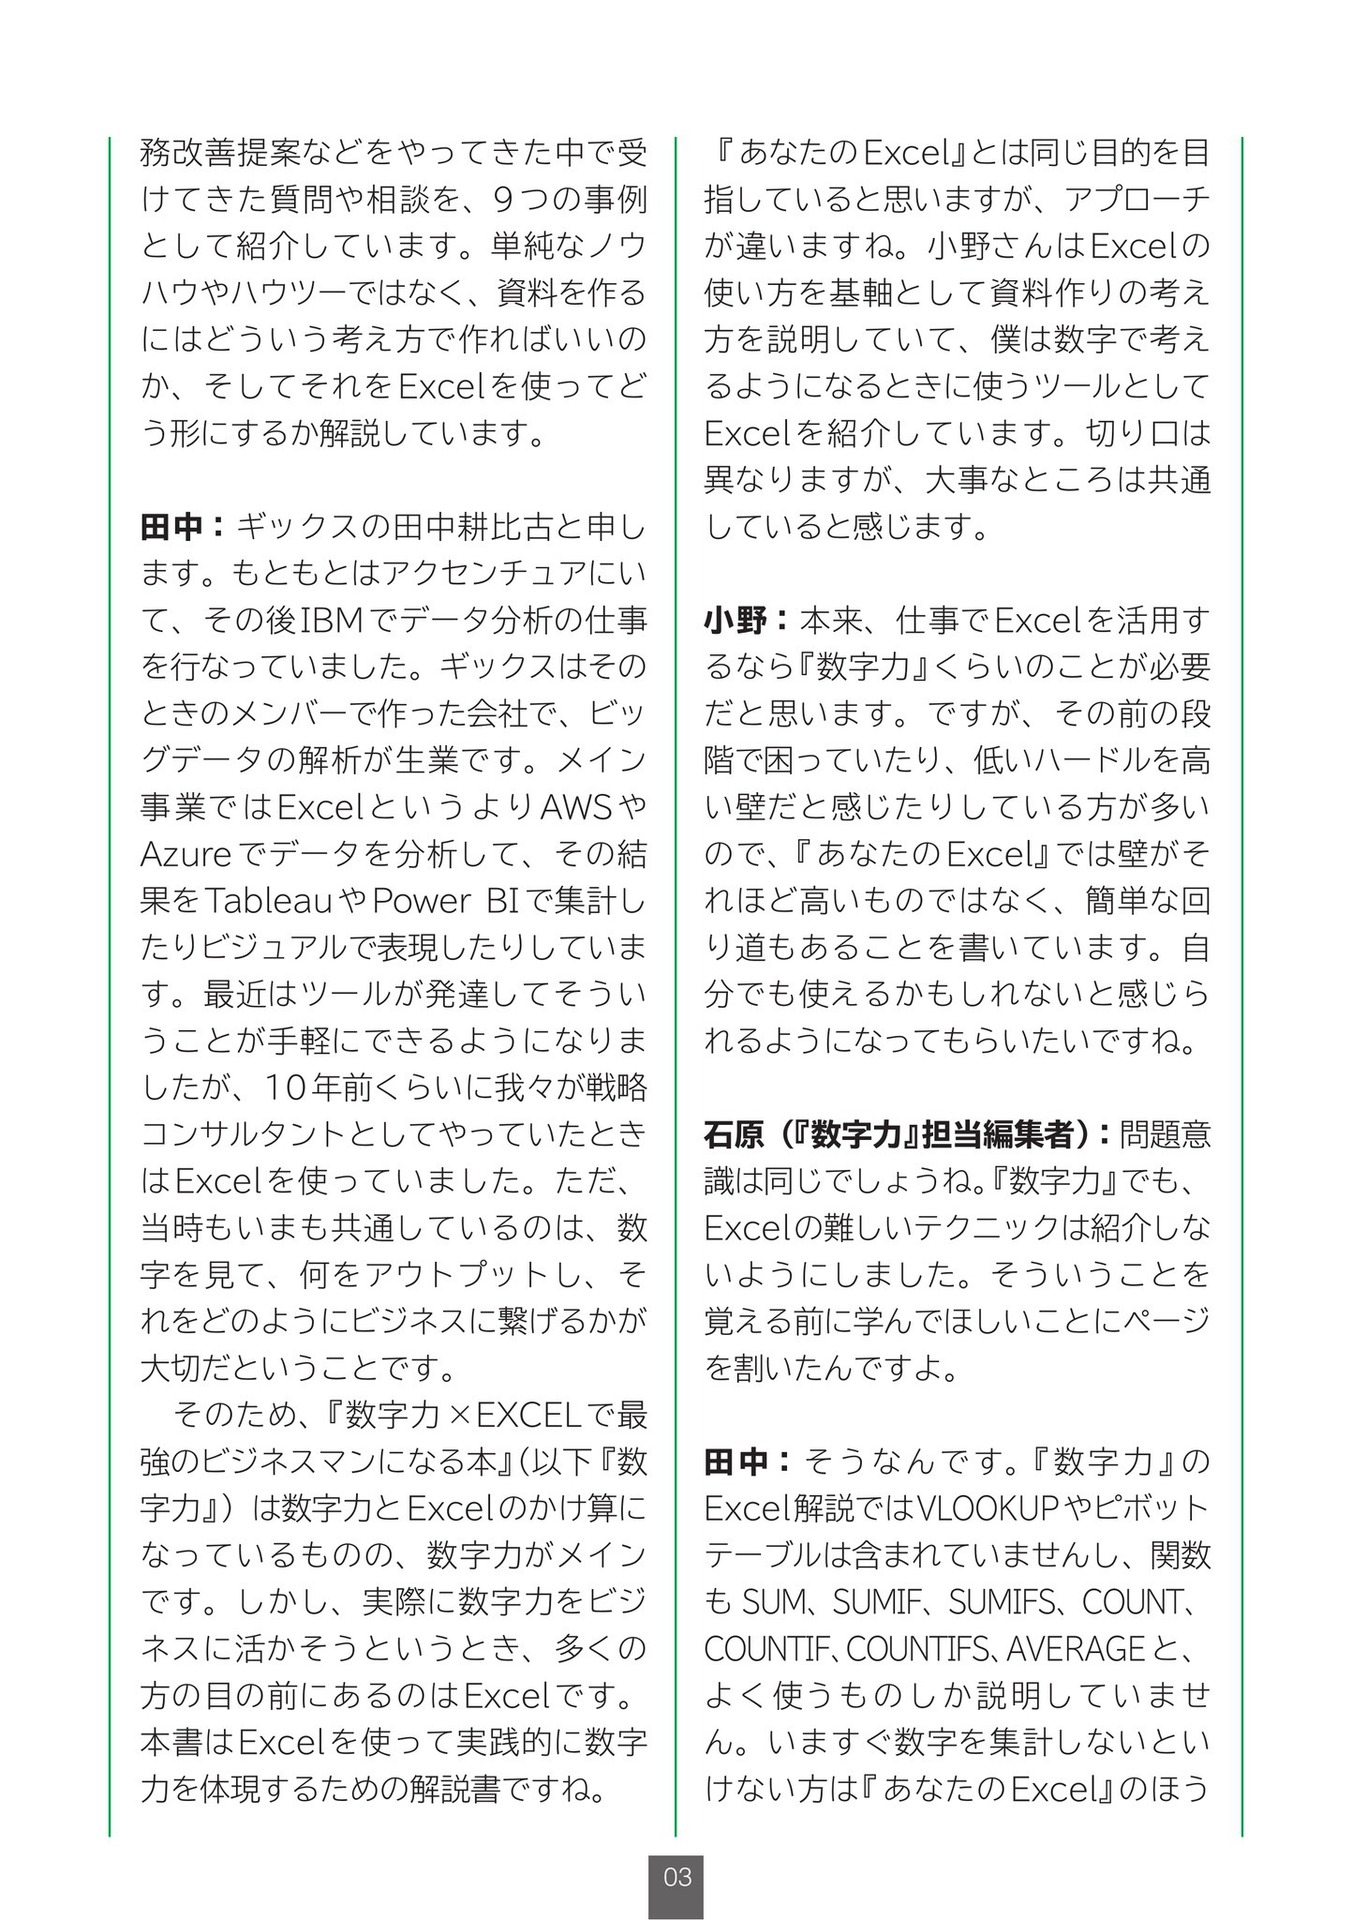 務改善提案などをやってきた中で受
けてきた質問や相談を、9つの事例
として紹介しています。単純なノウ
ハウやハウツーではなく、資料を作る
にはどういう考え方で作ればいいの
か、そしてそれをExcelを使ってど
う形にするか解説しています。
田中：ギックスの田中耕比古と申し
ます。もともとはアクセンチュアにい
て、その後IBMでデータ分析の仕事
を行なっていました。ギックスはその
ときのメンバーで作った会社で、ビッ
グデータの解析が生業です。メイン
事業ではExcelというよりAWSや
Azureでデータを分析して、その結
果をTableauやPower BIで集計し
たりビジュアルで表現したりしていま
す。最近はツールが発達してそうい
うことが手軽にできるようになりま
したが、10年前くらいに我々が戦略
コンサルタントとしてやっていたとき
はExcelを使っていました。ただ、
当時もいまも共通しているのは、数
字を見て、何をアウトプットし、そ
れをどのようにビジネスに繋げるかが
大切だということです。
　そのため、『数字力×EXCELで最
強のビジネスマンになる本』（以下『数
字力』）は数字力とExcelのかけ算に
なっているものの、数字力がメイン
です。しかし、実際に数字力をビジ
ネスに活かそうというとき、多くの
方の目の前にあるのはExcelです。
本書はExcelを使って実践的に数字
力を体現するための解説書ですね。
『あなたのExcel』とは同じ目的を目
指していると思いますが、アプローチ
が違いますね。小野さんはExcelの
使い方を基軸として資料作りの考え
方を説明していて、僕は数字で考え
るようになるときに使うツールとして
Excelを紹介しています。切り口は
異なりますが、大事なところは共通
していると感じます。
小野：本来、仕事でExcelを活用す
るなら『数字力』くらいのことが必要
だと思います。ですが、その前の段
階で困っていたり、低いハードルを高
い壁だと感じたりしている方が多い
ので、『あなたのExcel』では壁がそ
れほど高いものではなく、簡単な回
り道もあることを書いています。自
分でも使えるかもしれないと感じら
れるようになってもらいたいですね。
石原（『数字力』担当編集者）：問題意
識は同じでしょうね。『数字力』でも、
Excelの難しいテクニックは紹介しな
いようにしました。そういうことを
覚える前に学んでほしいことにページ
を割いたんですよ。
田中：そうなんです。『数字力』の
Excel解説ではVLOOKUPやピボット
テーブルは含まれていませんし、関数
も SUM、SUMIF、SUMIFS、COUNT、
COUNTIF、COUNTIFS、AVERAGEと、
よく使うものしか説明していませ
ん。いますぐ数字を集計しないとい
けない方は『あなたのExcel』のほう
03